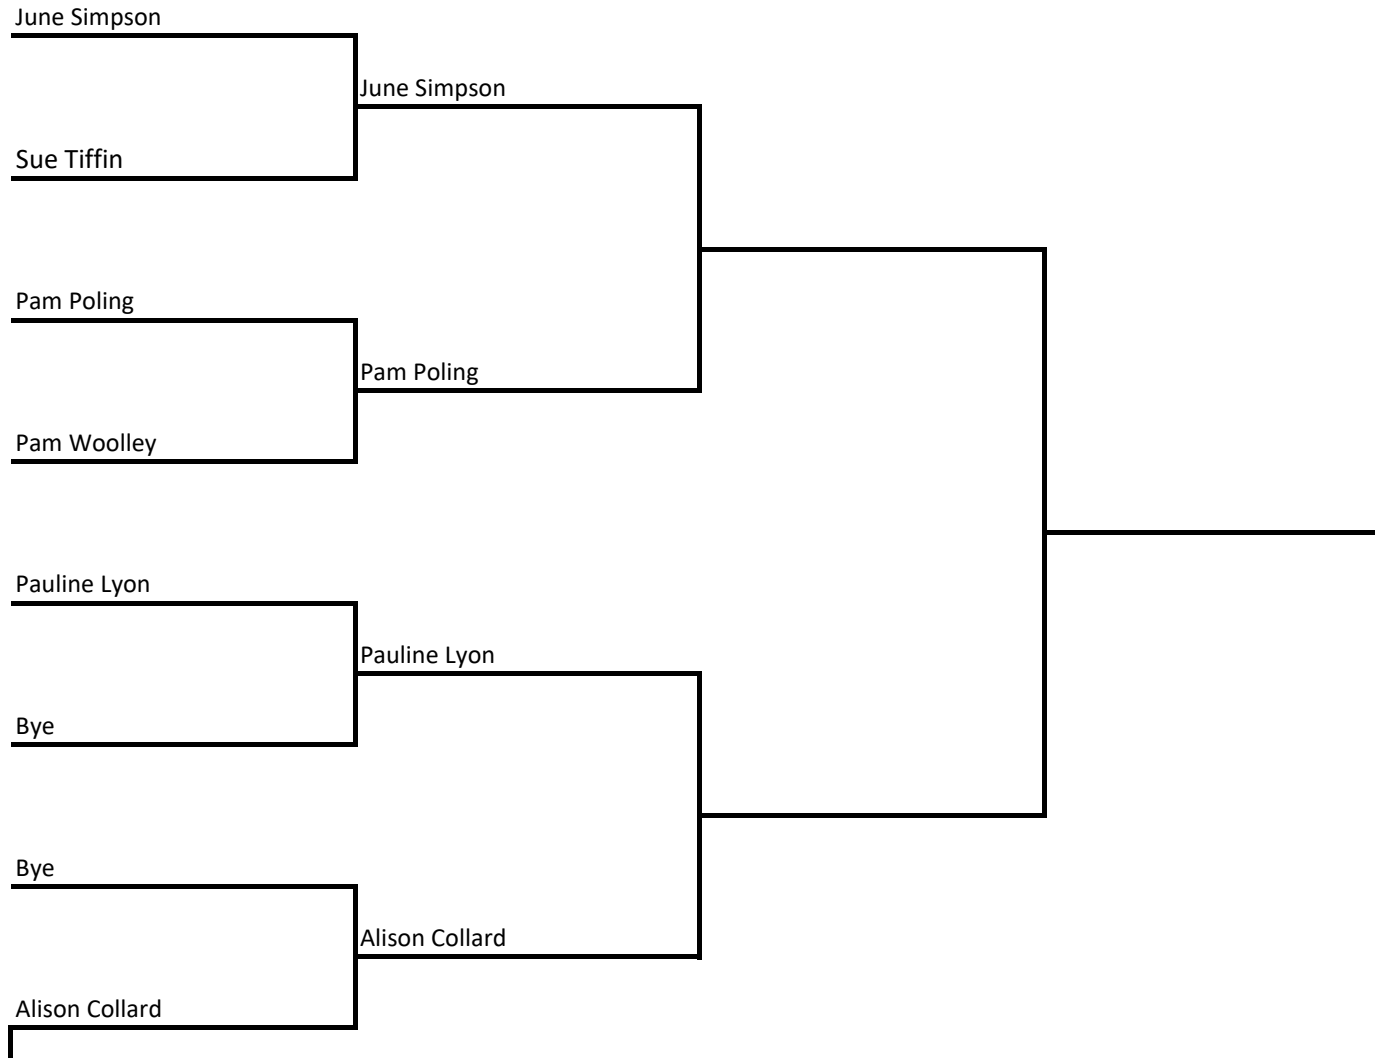 June Simpson
June Simpson
Sue Tiffin
Pam Poling
Pam Poling
Pam Woolley
Pauline Lyon
Pauline Lyon
Bye
Bye
Alison Collard
Alison Collard